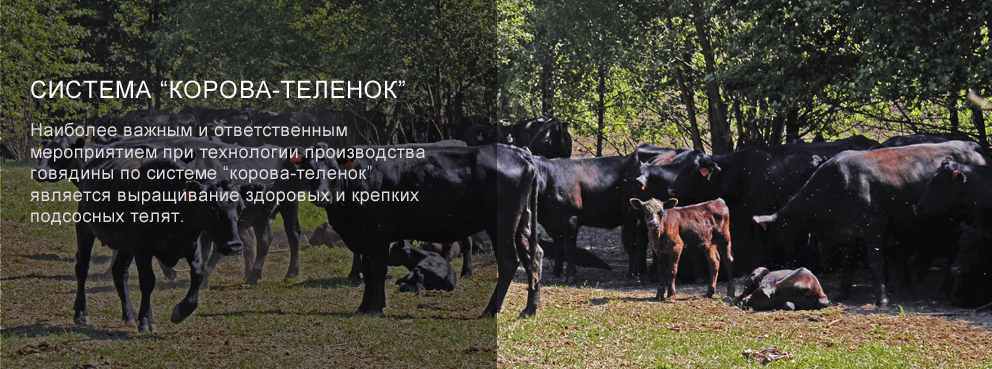 СИСТЕМА “КОРОВА-ТЕЛЕНОК”
Наиболее важным и ответственным
мероприятием при технологии производства
говядины по системе “корова-теленок”
является выращивание здоровых и крепких
подсосных телят.